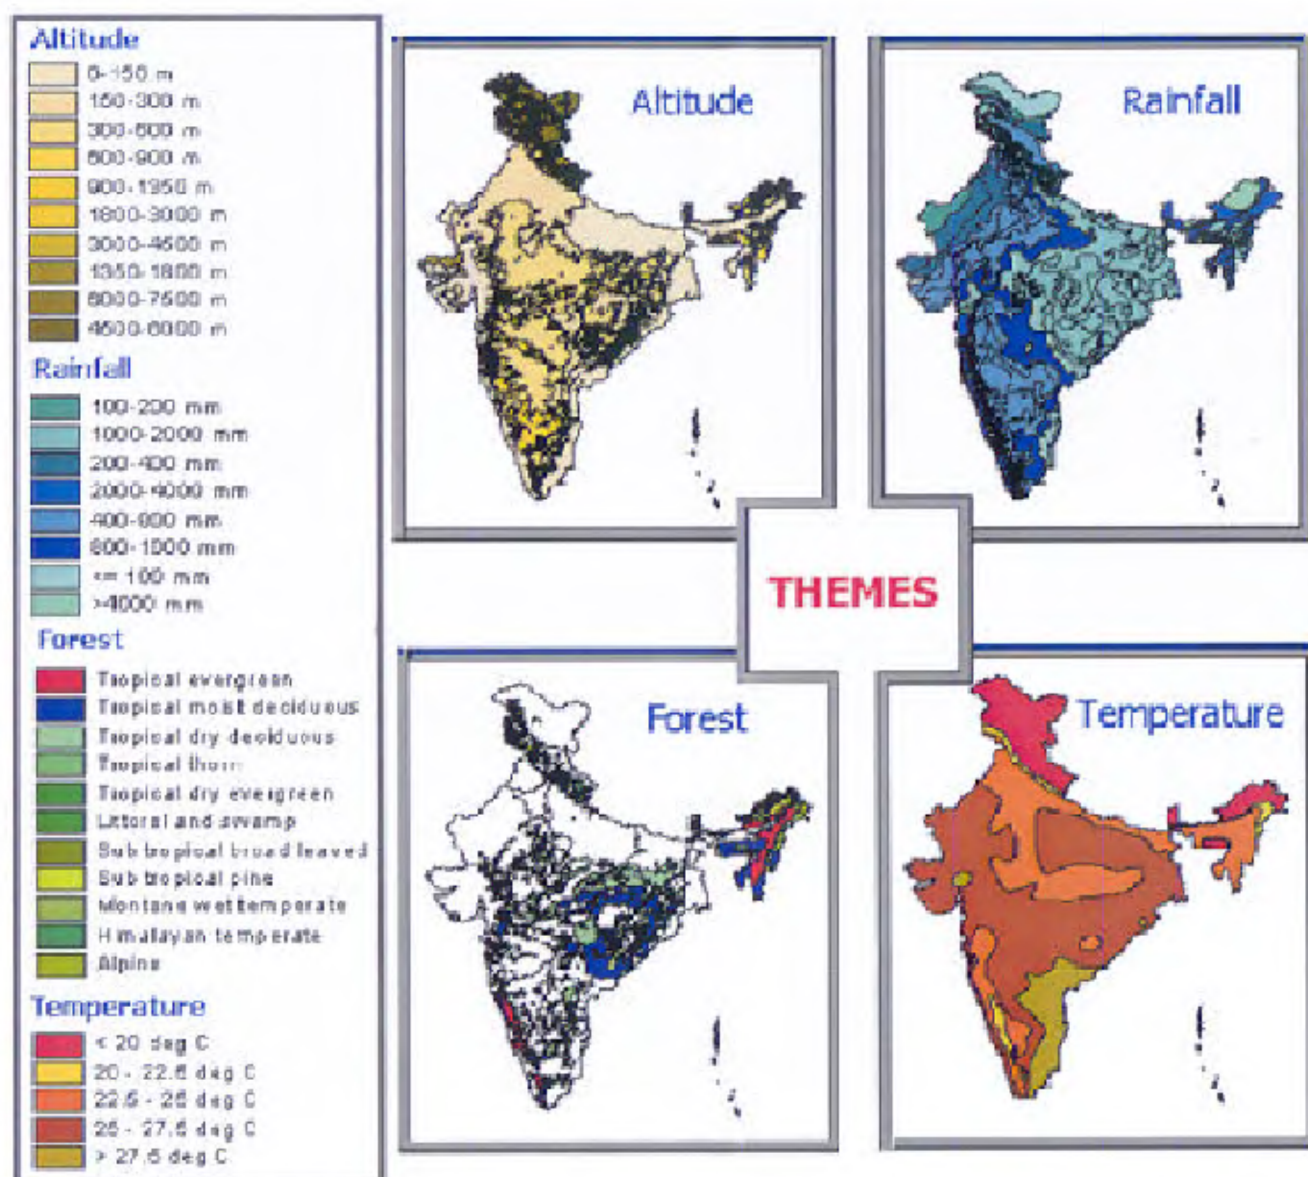 Altitude
0-150 m
150-300 m
300-600 m
600-900 m
900-1350 m
1800-3000 m
3000-4500 m
1350-1800 m
6000-7500 m
4500-6000 m
Rainfall
100-200 mm
1000-2000 mm
200-400 mm
2000-4000 mm
400-800 mm
800-1000 mm
<= 100 mm
>4000 mm
Forest
Tropical evergreen
Tropical moist deciduous
Tropical dry deciduous
Tropical thorn
Tropical dry evergreen
Littoral and swamp
Sub tropical broad leaved
Sub tropical pine
Montane wet temperate
Himalayan temperate
Alpine
Temperature
< 20 deg C
20 - 22.5 deg C
22.5 - 25 deg C
25 - 27.5 deg C
> 27.5 deg C
Altitude
Rainfall
THEMES
Forest
Temperature